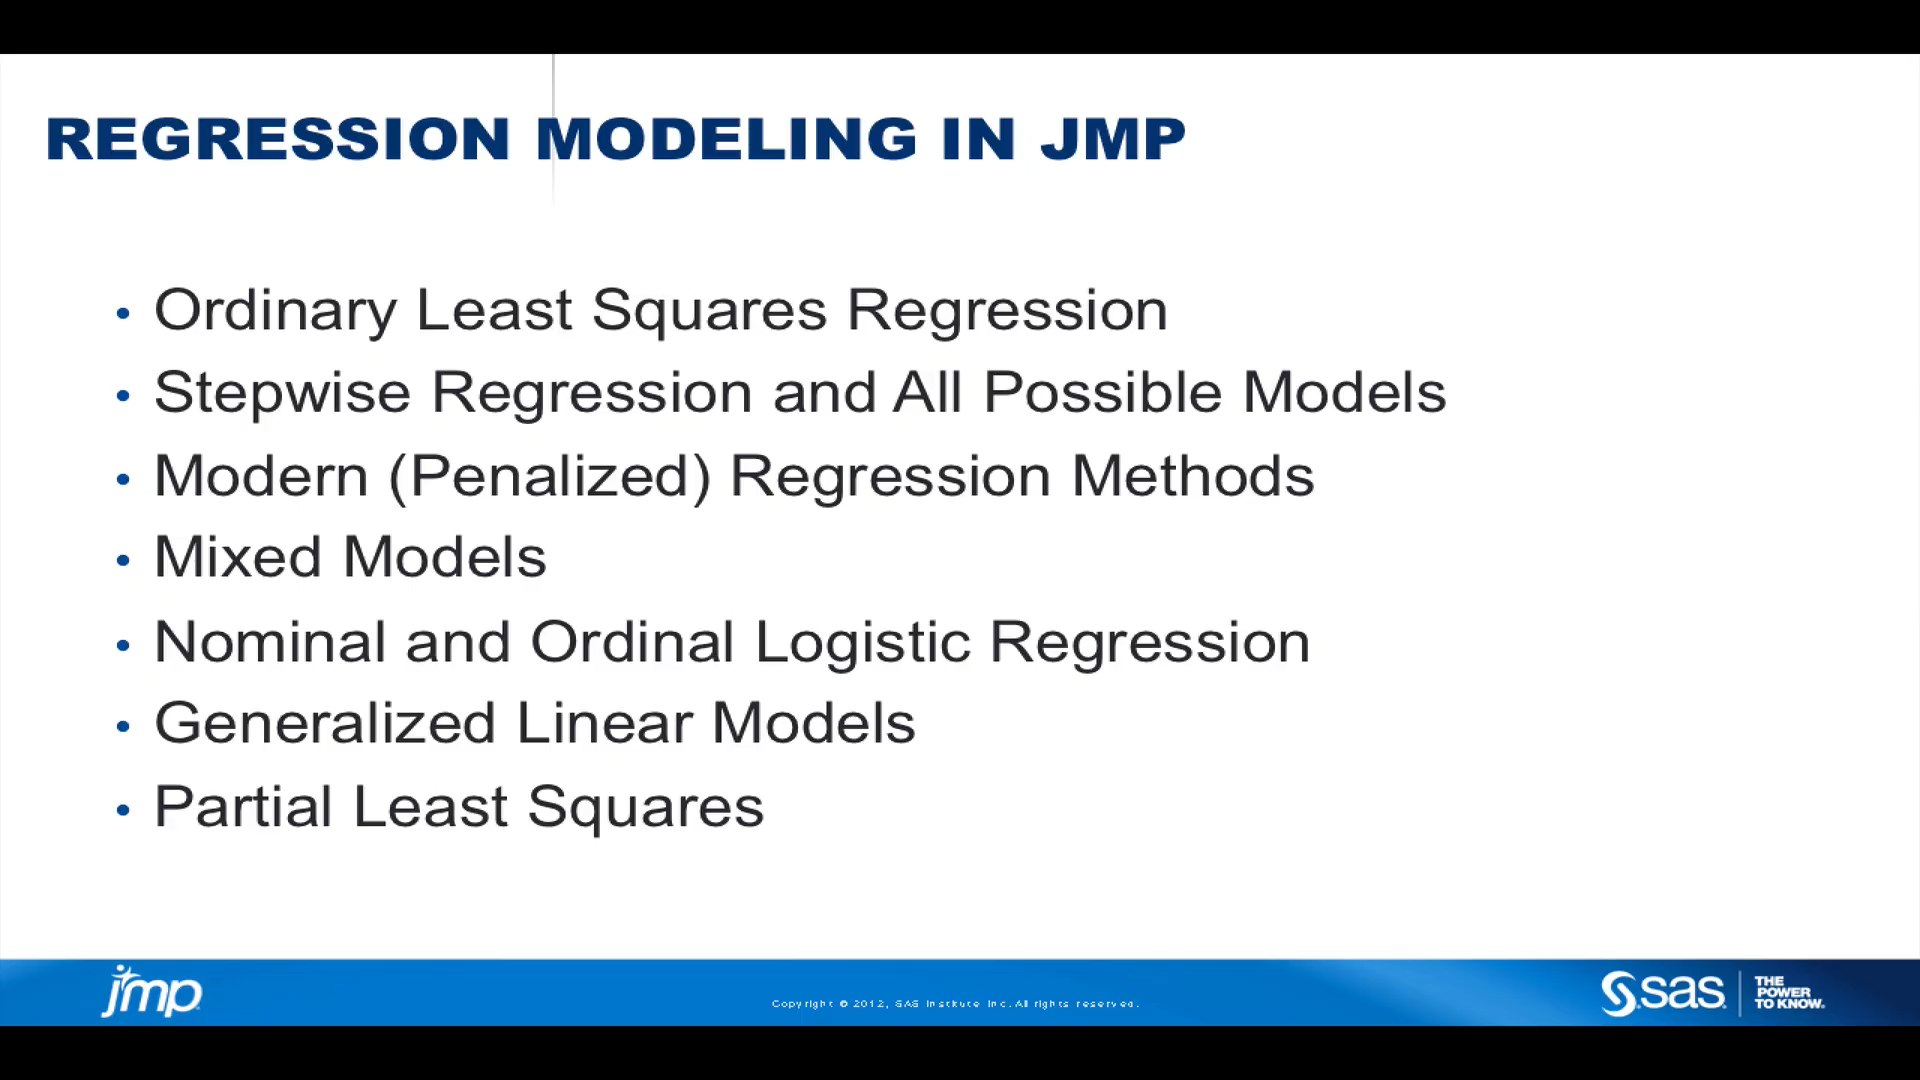 REGRESSION MODELING IN JMP
• Ordinary Least Squares Regression
• Stepwise Regression and All Possible Models
• Modern (Penalized) Regression Methods
• Mixed Models
• Nominal and Ordinal Logistic Regression
• Generalized Linear Models
• Partial Least Squares
jmp
Copyright © 2012, SAS Institute Inc. All rights reserved.
sas
THE
POWER
TO KNOW.